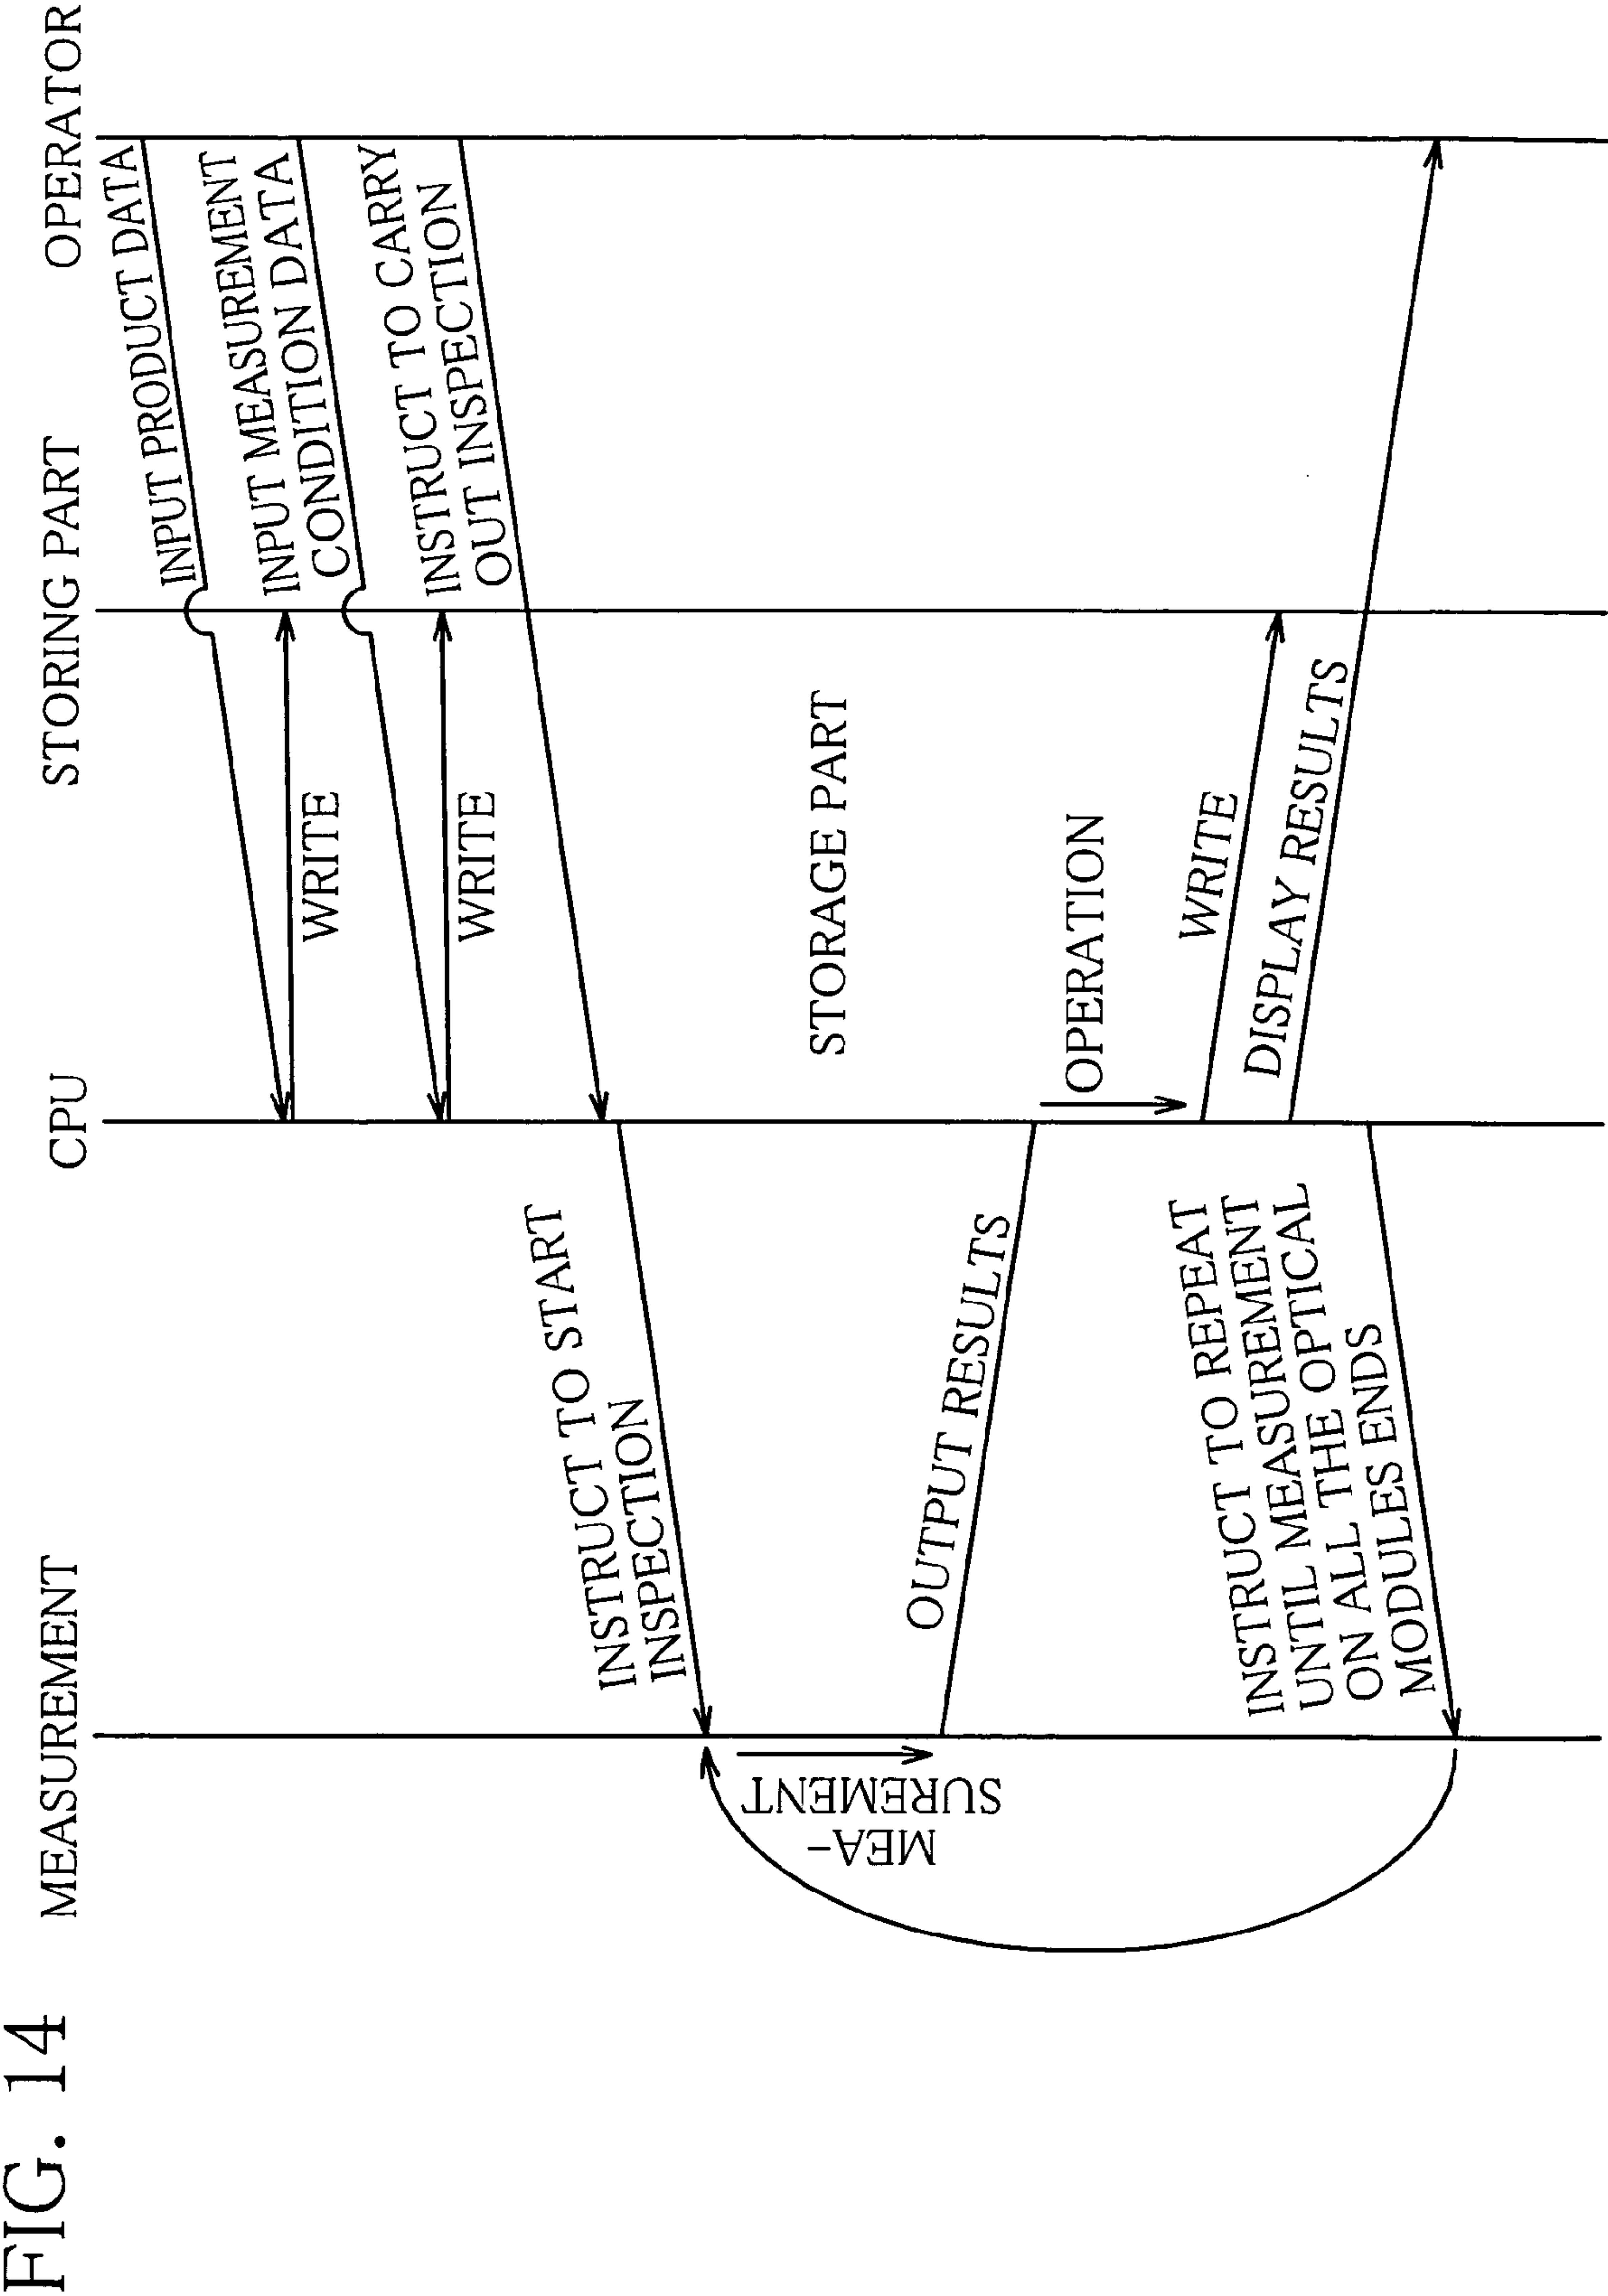 FIG. 14
MEASUREMENT
CPU
STORING PART
OPERATOR
INPUT PRODUCT DATA
WRITE
INPUT MEASUREMENT
CONDITION DATA
WRITE
INSTRUCT TO CARRY
OUT INSPECTION
INSTRUCT TO START
INSPECTION
MEA-
SUREMENT
STORAGE PART
OUTPUT RESULTS
OPERATION
WRITE
DISPLAY RESULTS
INSTRUCT TO REPEAT
UNTIL MEASUREMENT
ON ALL THE OPTICAL
MODULES ENDS